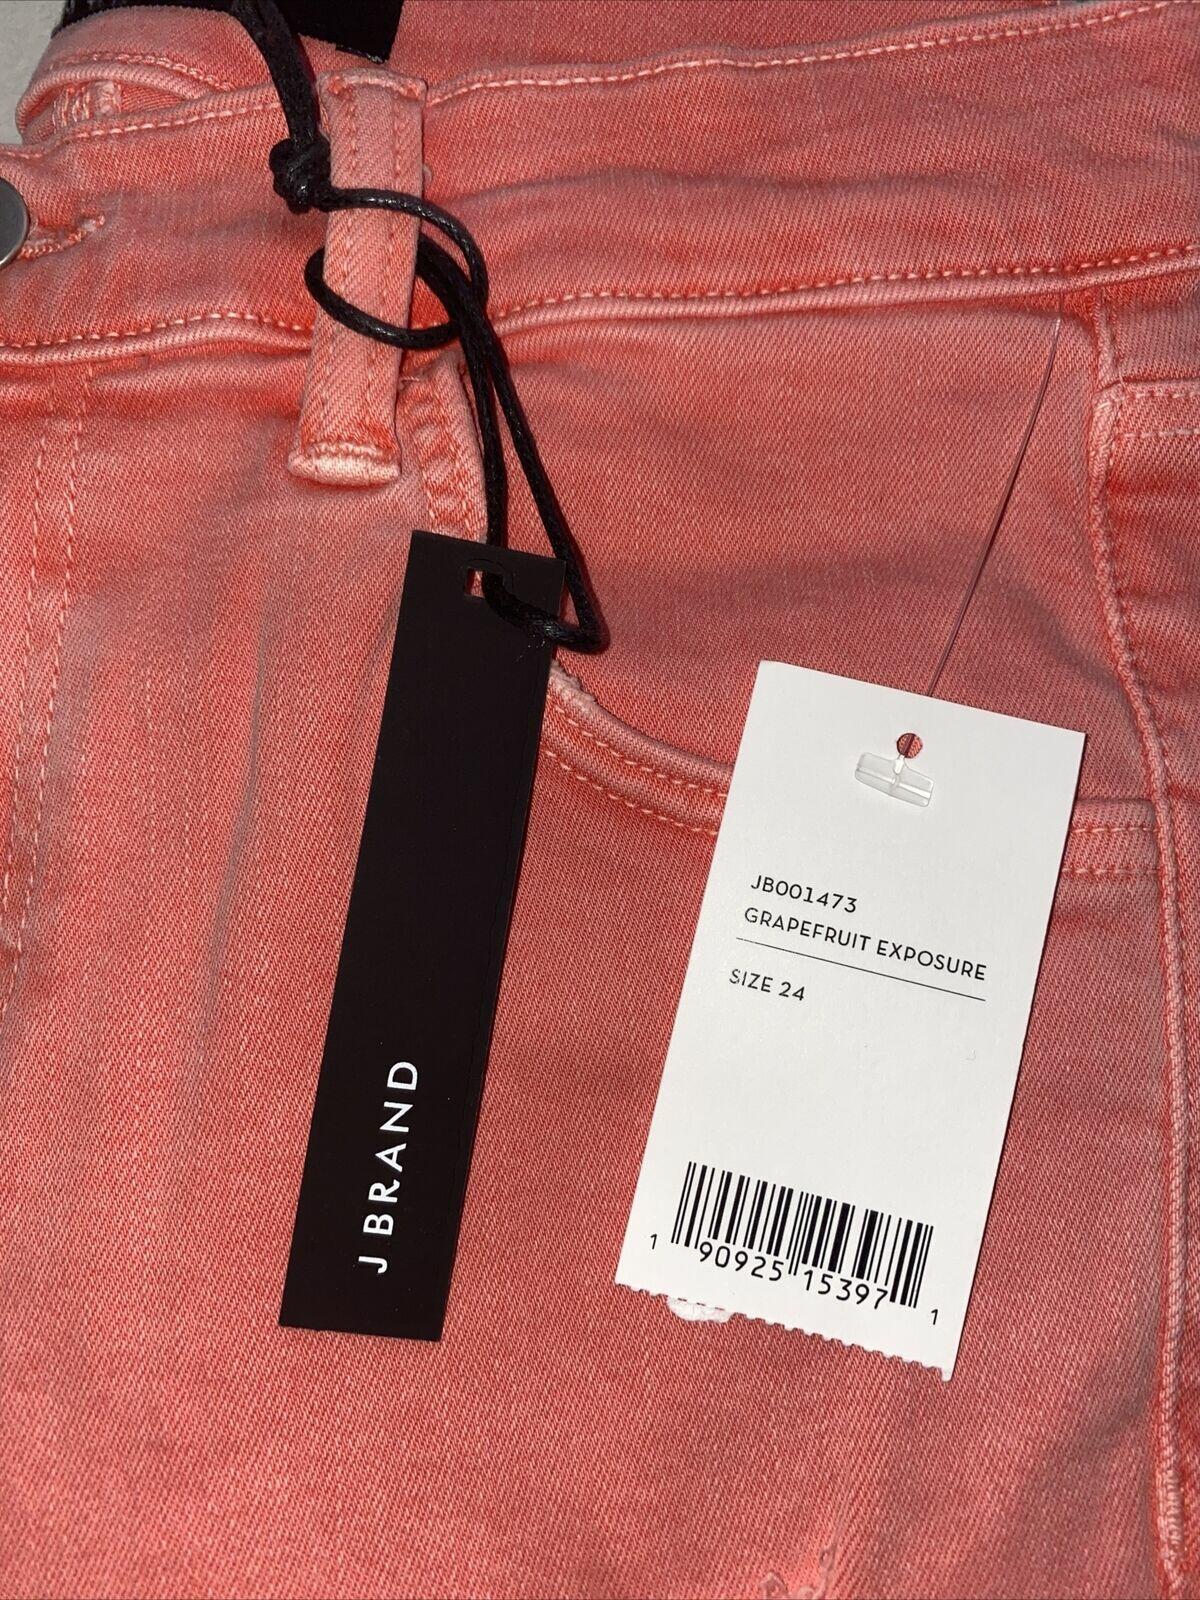 J BRAND
JB001473
GRAPEFRUIT EXPOSURE
SIZE 24
1 90925 15397 1